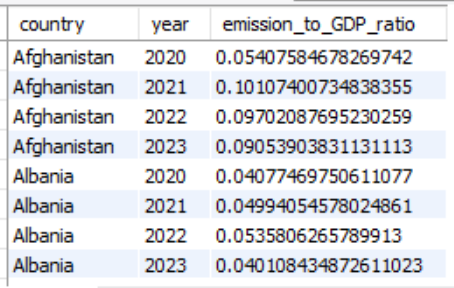 country year emission_to_GDP_ratio
Afghanistan 2020 0.05407584678269742
Afghanistan 2021 0.10107400734838355
Afghanistan 2022 0.09702087695230259
Afghanistan 2023 0.09053903831131113
Albania 2020 0.04077469750611077
Albania 2021 0.04994054578024861
Albania 2022 0.0535806265789913
Albania 2023 0.040108434872611023